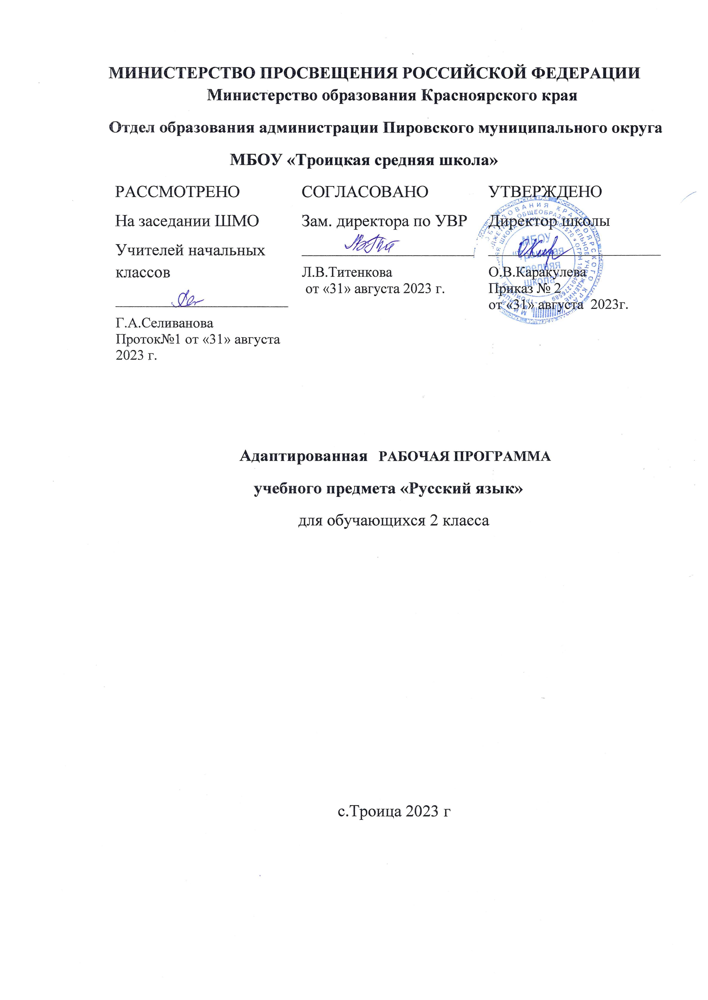 МИНИСТЕРСТВО ПРОСВЕЩЕНИЯ РОССИЙСКОЙ ФЕДЕРАЦИИ
Министерство образования Красноярского края
Отдел образования администрации Пировского муниципального округа
МБОУ «Троицкая средняя школа»
РАССМОТРЕНО
На заседании ШМО
Учителей начальных
классов
Г.А.Селиванова
Проток№1 от «31» августа
2023 г.
СОГЛАСОВАНО
Зам. директора по УВР
Л.В.Титенкова
от «31» августа 2023 г.
УТВЕРЖДЕНО
Директор школы
О.В.Каракулева
Приказ № 2
от «31» августа 2023г.
МБОУ
"Троицкая
средняя
школа"
Адаптированная РАБОЧАЯ ПРОГРАММА
учебного предмета «Русский язык»
для обучающихся 2 класса
с.Троица 2023 г